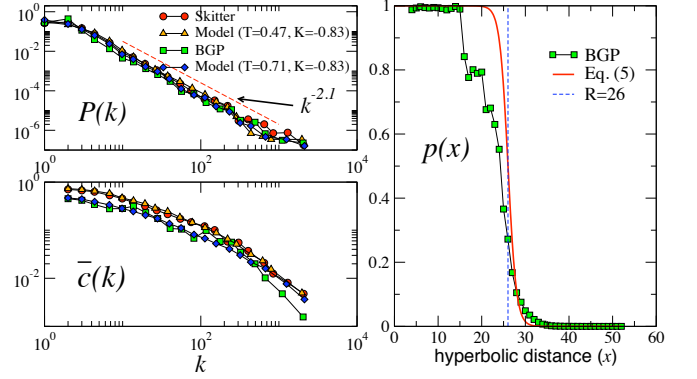 10^0
10^-2
10^-4
10^-6
P(k)
Skitter
Model (T=0.47, K=-0.83)
BGP
Model (T=0.71, K=-0.83)
k^-2.1
10^0 10^2 10^4
10^0
10^-2
c̄(k)
10^0 10^2 10^4
k
1
0.8
0.6
0.4
0.2
0
p(x)
BGP
Eq. (5)
R=26
0 10 20 30 40 50 60
hyperbolic distance (x)